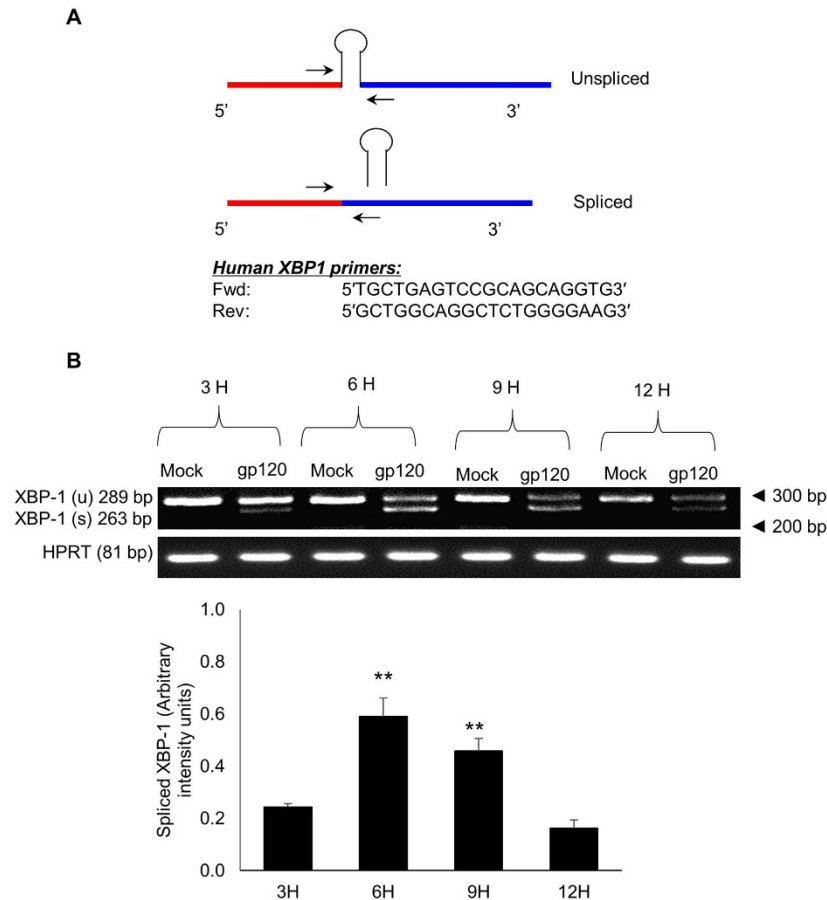 A
Unspliced
5’ 3’
Spliced
5’ 3’
Human XBP1 primers:
Fwd: 5′TGCTGAGTCCGCAGCAGGTG3′
Rev: 5′GCTGGCAGGCTCTGGGGAAG3′
B
3 H 6 H 9 H 12 H
Mock gp120 Mock gp120 Mock gp120 Mock gp120
XBP-1 (u) 289 bp ◄ 300 bp
XBP-1 (s) 263 bp
◄ 200 bp
HPRT (81 bp)
Spliced XBP-1 (Arbitrary
intensity units)
1.0
0.8
0.6
0.4
0.2
0.0
** **
3H 6H 9H 12H